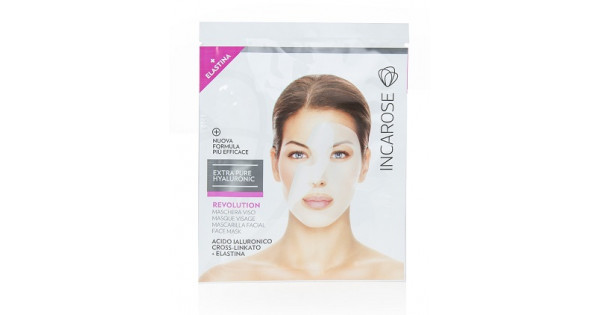 +
ELASTINA
INCAROSE
NUOVA
FORMULA
PIÙ EFFICACE
EXTRA PURE
HYALURONIC
REVOLUTION
MASCHERA VISO
MASQUE VISAGE
MASCARILLA FACIAL
FACE MASK
ACIDO IALURONICO
CROSS-LINKATO
+ ELASTINA